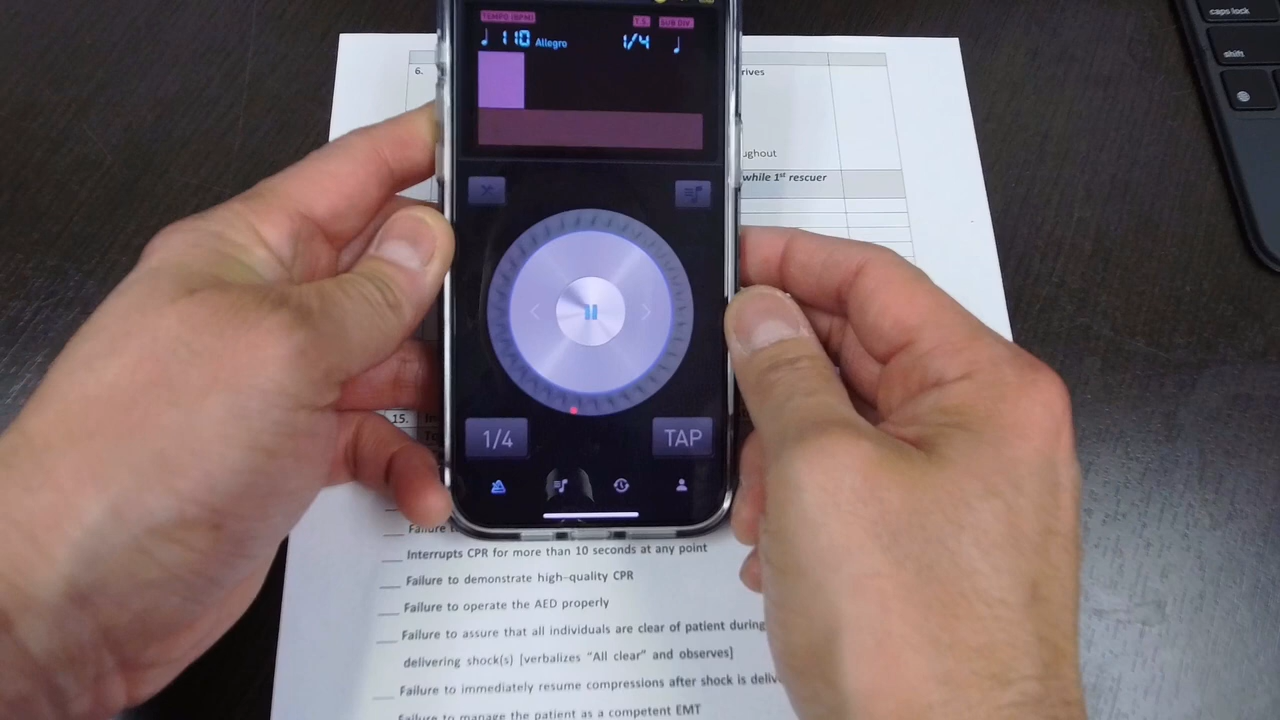 caps lock
shift
TEMPO (BPM) T.S. SUB DIV
110 Allegro 1/4
6.
rives
ughout
while 1st rescuer
1/4 TAP
15.
Failure
Interrupts CPR for more than 10 seconds at any point
Failure to demonstrate high-quality CPR
Failure to operate the AED properly
Failure to assure that all individuals are clear of patient during
delivering shock(s) [verbalizes “All clear” and observes]
Failure to immediately resume compressions after shock is deliv
Failure to manage the patient as a competent EMT